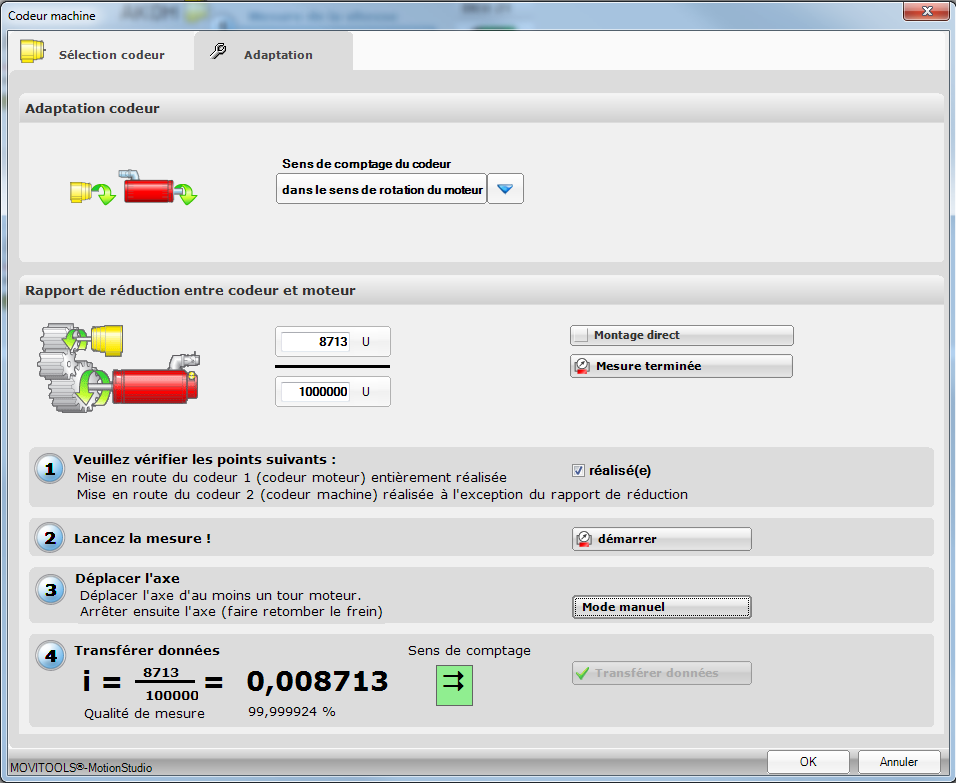 Codeur machine
Sélection codeur
Adaptation
Adaptation codeur
Sens de comptage du codeur
dans le sens de rotation du moteur
Rapport de réduction entre codeur et moteur
8713 U
1000000 U
Montage direct
Mesure terminée
1 Veuillez vérifier les points suivants :
Mise en route du codeur 1 (codeur moteur) entièrement réalisée
Mise en route du codeur 2 (codeur machine) réalisée à l'exception du rapport de réduction
réalisé(e)
2 Lancez la mesure !
démarrer
3 Déplacer l'axe
Déplacer l'axe d'au moins un tour moteur.
Arrêter ensuite l'axe (faire retomber le frein)
Mode manuel
4 Transférer données
i = 8713
100000 = 0,008713
Qualité de mesure 99,999924 %
Sens de comptage
Transférer données
MOVITOOLS®-MotionStudio
OK
Annuler